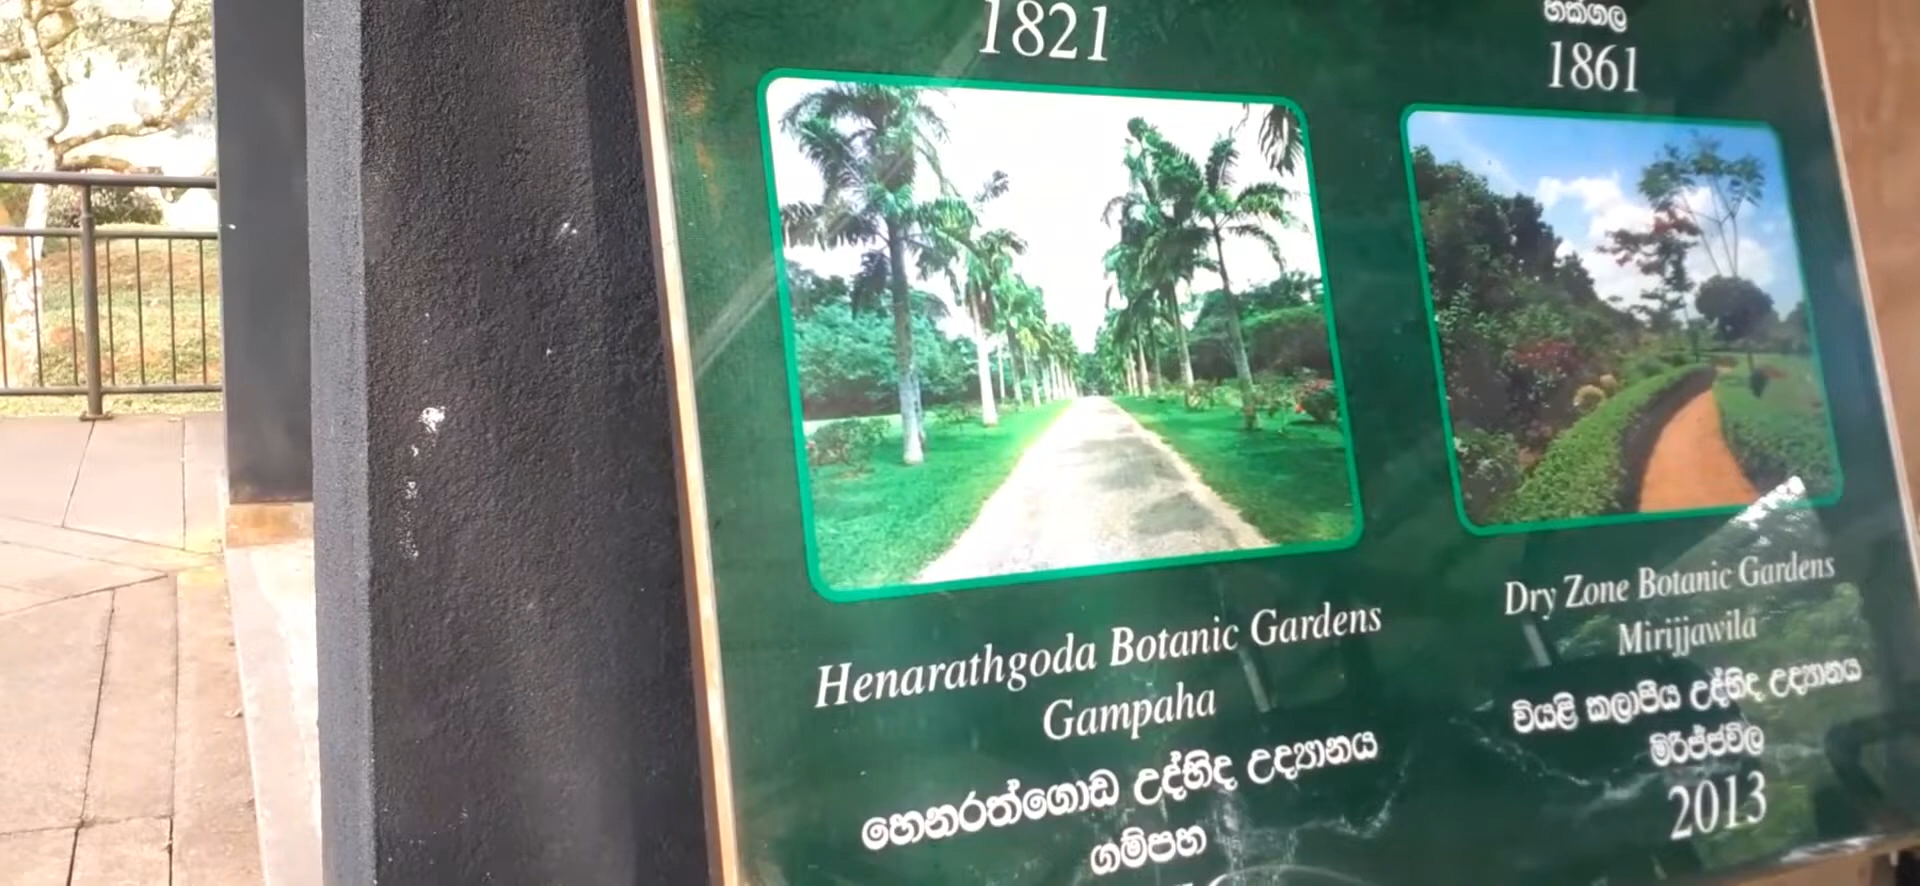 1821
හක්ගල
1861
Henarathgoda Botanic Gardens
Gampaha
හෙනරත්ගොඩ උද්භිද උද්‍යානය
ගම්පහ
Dry Zone Botanic Gardens
Mirijjawila
වියළි කලාපීය උද්භිද උද්‍යානය
මිරිජ්ජවිල
2013